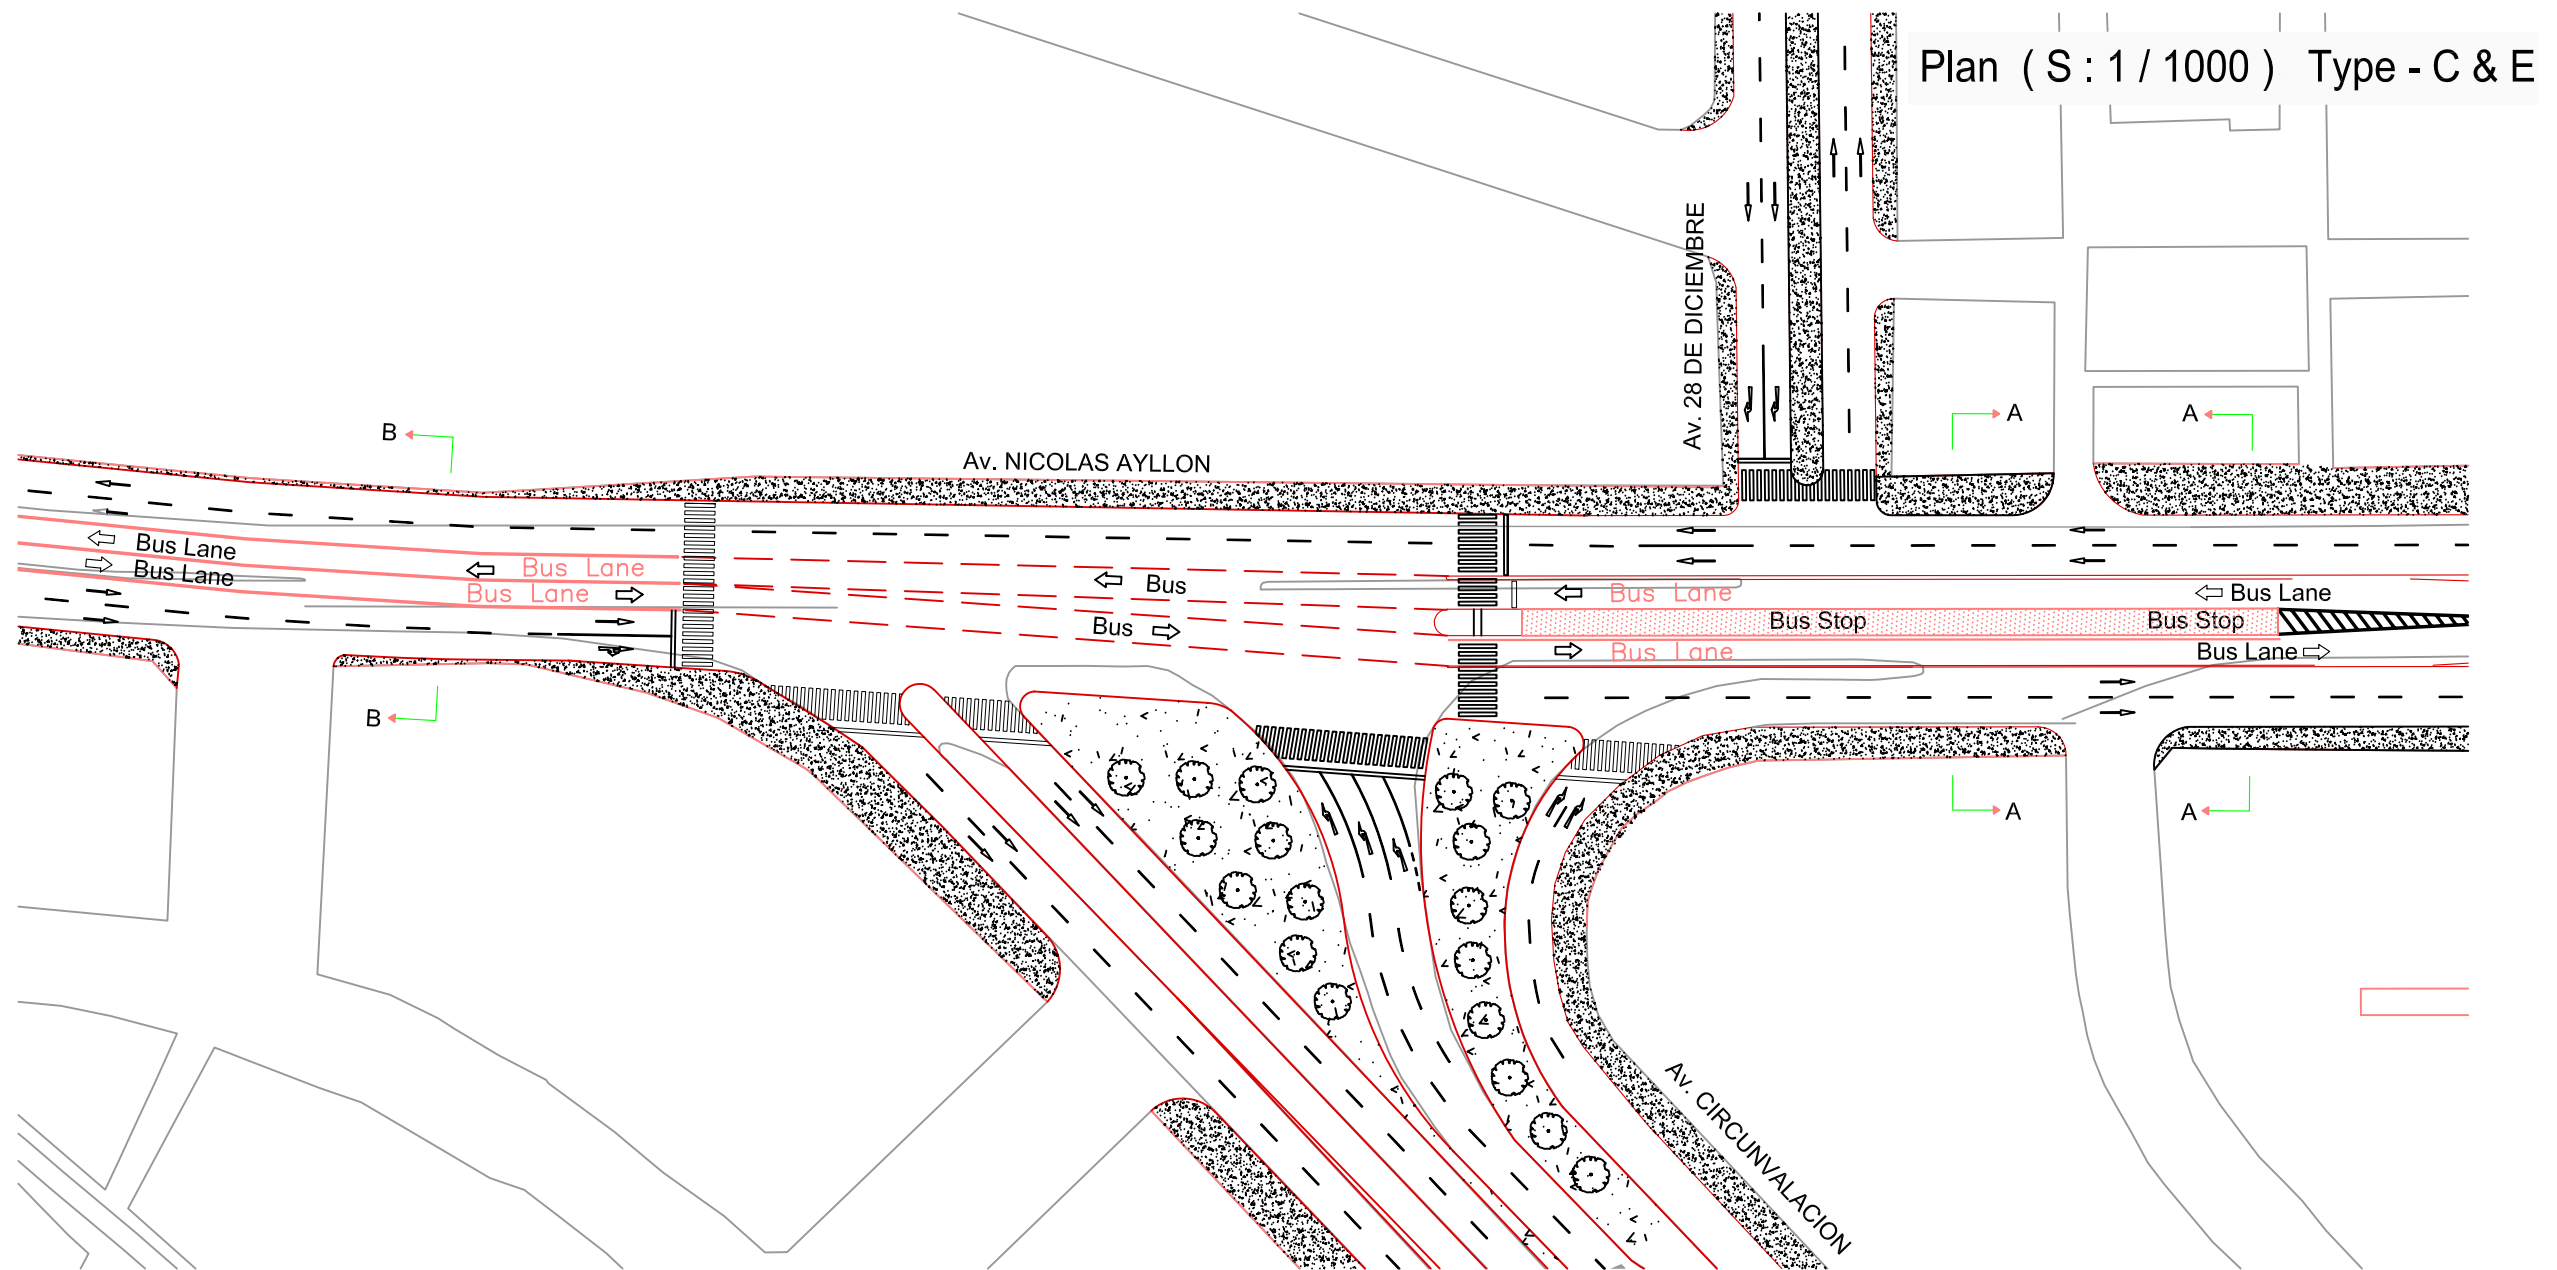 Plan ( S : 1 / 1000 ) Type - C & E
Av. 28 DE DICIEMBRE
A
A
B
Av. NICOLAS AYLLON
Bus Lane
Bus Lane
Bus Lane
Bus Lane
Bus
Bus
Bus Lane
Bus Lane
Bus Stop
Bus Stop
Bus Lane
Bus Lane
B
A
A
Av. CIRCUNVALACION